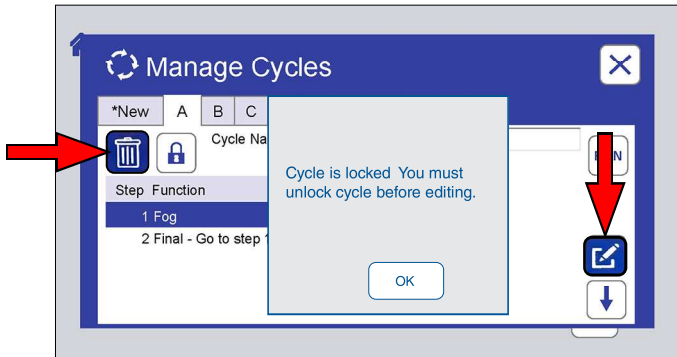 Manage Cycles
*New A B C
Cycle Na
Step Function
1 Fog
2 Final - Go to step
Cycle is locked You must
unlock cycle before editing.
OK